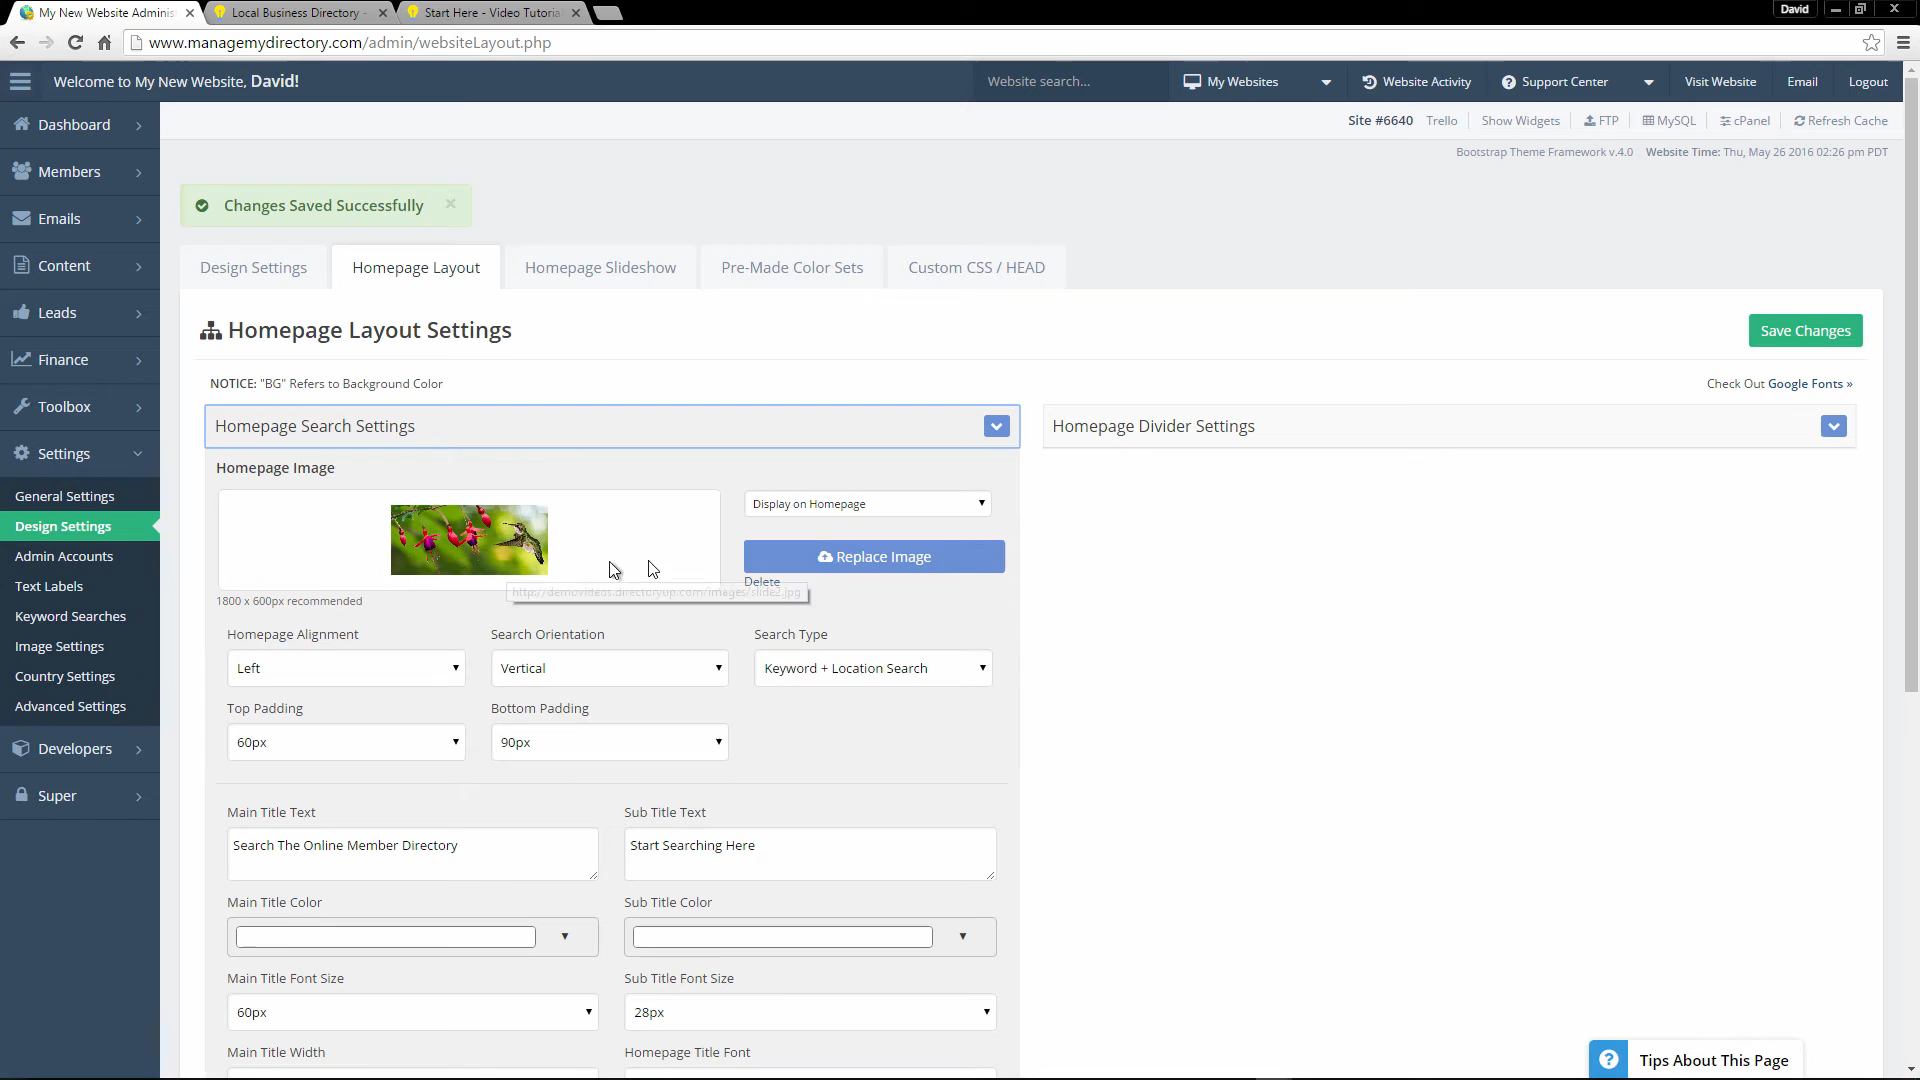 My New Website Adminis
Local Business Directory -
Start Here - Video Tutorial
David
www.managemydirectory.com/admin/websiteLayout.php
Welcome to My New Website, David!
Website search...
My Websites
Website Activity
Support Center
Visit Website
Email
Logout
Site #6640
Trello
Show Widgets
FTP
MySQL
cPanel
Refresh Cache
Bootstrap Theme Framework v.4.0
Website Time: Thu, May 26 2016 02:26 pm PDT
Dashboard
Members
Emails
Content
Leads
Finance
Toolbox
Settings
General Settings
Design Settings
Admin Accounts
Text Labels
Keyword Searches
Image Settings
Country Settings
Advanced Settings
Developers
Super
Changes Saved Successfully
Design Settings
Homepage Layout
Homepage Slideshow
Pre-Made Color Sets
Custom CSS / HEAD
Homepage Layout Settings
Save Changes
NOTICE: "BG" Refers to Background Color
Check Out Google Fonts »
Homepage Search Settings
Homepage Divider Settings
Homepage Image
Display on Homepage
Replace Image
Delete
http://demovideos.directoryup.com/images/slide2.jpg
1800 x 600px recommended
Homepage Alignment
Search Orientation
Search Type
Left
Vertical
Keyword + Location Search
Top Padding
Bottom Padding
60px
90px
Main Title Text
Sub Title Text
Search The Online Member Directory
Start Searching Here
Main Title Color
Sub Title Color
Main Title Font Size
Sub Title Font Size
60px
28px
Main Title Width
Homepage Title Font
Tips About This Page